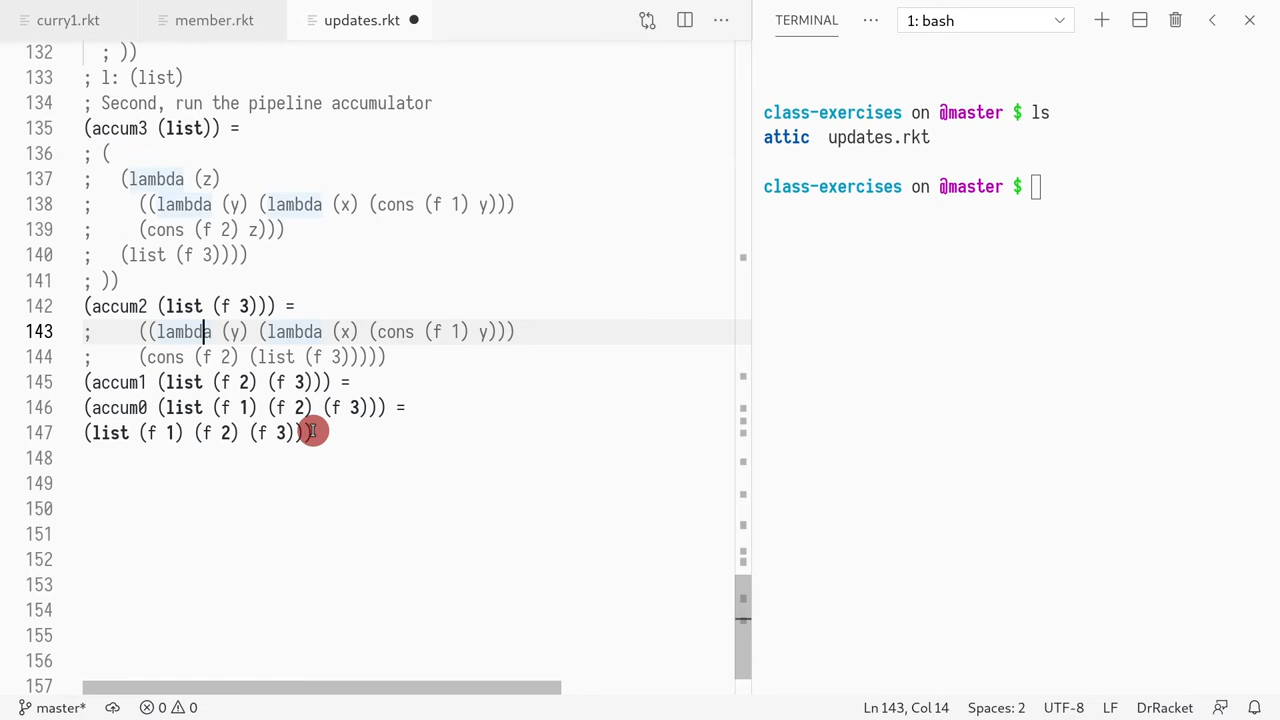 curry1.rkt member.rkt updates.rkt
TERMINAL 1: bash
132 ; ))
133 ; l: (list)
134 ; Second, run the pipeline accumulator
135 (accum3 (list)) =
136 ; (
137 ;   (lambda (z)
138 ;     ((lambda (y) (lambda (x) (cons (f 1) y)))
139 ;     (cons (f 2) z)))
140 ;   (list (f 3))))
141 ; ))
142 (accum2 (list (f 3))) =
143 ;     ((lambda (y) (lambda (x) (cons (f 1) y)))
144 ;     (cons (f 2) (list (f 3)))))
145 (accum1 (list (f 2) (f 3))) =
146 (accum0 (list (f 1) (f 2) (f 3))) =
147 (list (f 1) (f 2) (f 3)))
148
149
150
151
152
153
154
155
156
157
class-exercises on @master $ ls
attic updates.rkt
class-exercises on @master $
master* 0 0 Ln 143, Col 14 Spaces: 2 UTF-8 LF DrRacket